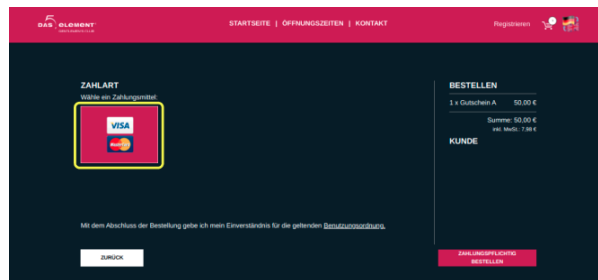 DAS ELEMENT
STARTSEITE | ÖFFNUNGSZEITEN | KONTAKT
Registrieren
ZAHLART
Wähle ein Zahlungsmittel:
VISA
BESTELLEN
1 x Gutschein A 50,00 €
Summe: 50,00 €
inkl. MwSt.: 7,98 €
KUNDE
Mit dem Abschluss der Bestellung gebe ich mein Einverständnis für die geltenden Benutzungsordnung.
ZURÜCK
ZAHLUNGSPFLICHTIG
BESTELLEN